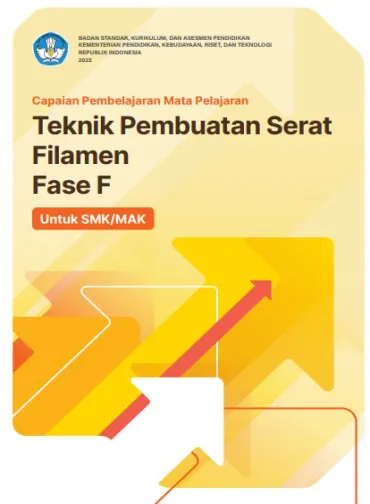 BADAN STANDAR, KURIKULUM, DAN ASESMEN PENDIDIKAN
KEMENTERIAN PENDIDIKAN, KEBUDAYAAN, RISET, DAN TEKNOLOGI
REPUBLIK INDONESIA
2022
Capaian Pembelajaran Mata Pelajaran
Teknik Pembuatan Serat
Filamen
Fase F
Untuk SMK/MAK